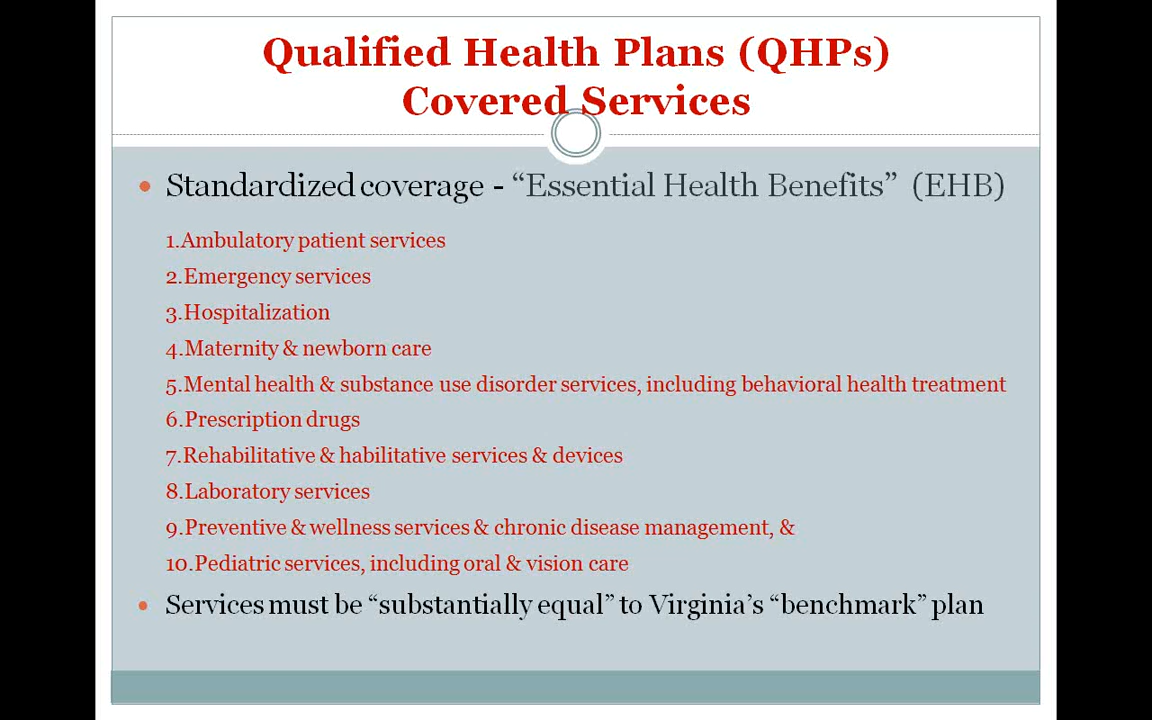 Qualified Health Plans (QHPs)
Covered Services
• Standardized coverage - “Essential Health Benefits” (EHB)
1.Ambulatory patient services
2.Emergency services
3.Hospitalization
4.Maternity & newborn care
5.Mental health & substance use disorder services, including behavioral health treatment
6.Prescription drugs
7.Rehabilitative & habilitative services & devices
8.Laboratory services
9.Preventive & wellness services & chronic disease management, &
10.Pediatric services, including oral & vision care
• Services must be “substantially equal” to Virginia’s “benchmark” plan